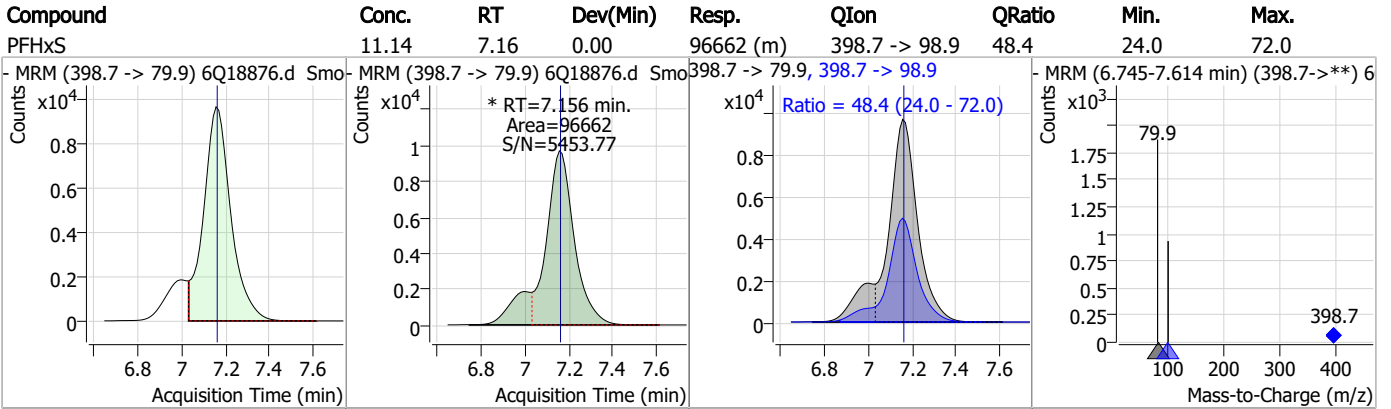 Compound Conc. RT Dev(Min) Resp. QIon QRatio Min. Max.
PFHxS 11.14 7.16 0.00 96662 (m) 398.7 -> 98.9 48.4 24.0 72.0
- MRM (398.7 -> 79.9) 6Q18876.d Smo
Counts
x10⁴
0.8
0.6
0.4
0.2
0
6.8 7 7.2 7.4 7.6
Acquisition Time (min)
- MRM (398.7 -> 79.9) 6Q18876.d Smo
Counts
x10⁴
* RT=7.156 min.
Area=96662
S/N=5453.77
1
0.8
0.6
0.4
0.2
0
6.8 7 7.2 7.4 7.6
Acquisition Time (min)
398.7 -> 79.9, 398.7 -> 98.9
x10⁴
Ratio = 48.4 (24.0 - 72.0)
0.8
0.6
0.4
0.2
0
6.8 7 7.2 7.4 7.6
Acquisition Time (min)
- MRM (6.745-7.614 min) (398.7->**) 6
Counts
x10³
79.9
1.75
1.5
1.25
1
0.75
0.5
0.25
0
398.7
100 200 300 400
Mass-to-Charge (m/z)